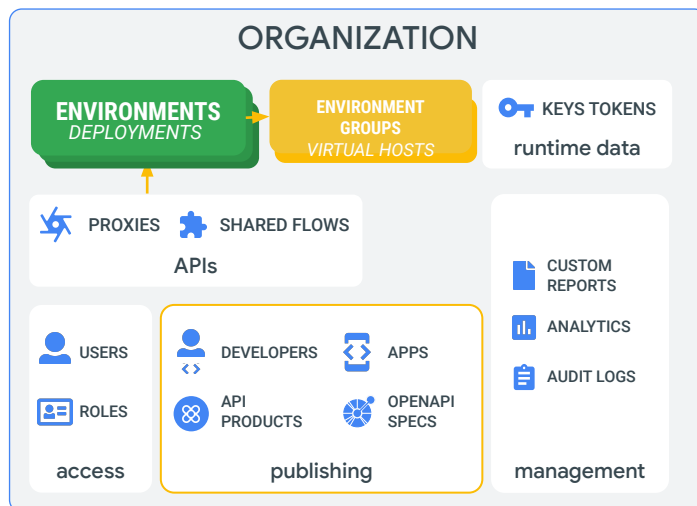 ORGANIZATION
ENVIRONMENTS
DEPLOYMENTS
ENVIRONMENT
GROUPS
VIRTUAL HOSTS
KEYS TOKENS
runtime data
PROXIES
SHARED FLOWS
APIs
CUSTOM
REPORTS
ANALYTICS
AUDIT LOGS
management
USERS
ROLES
access
DEVELOPERS
APPS
API
PRODUCTS
OPENAPI
SPECS
publishing